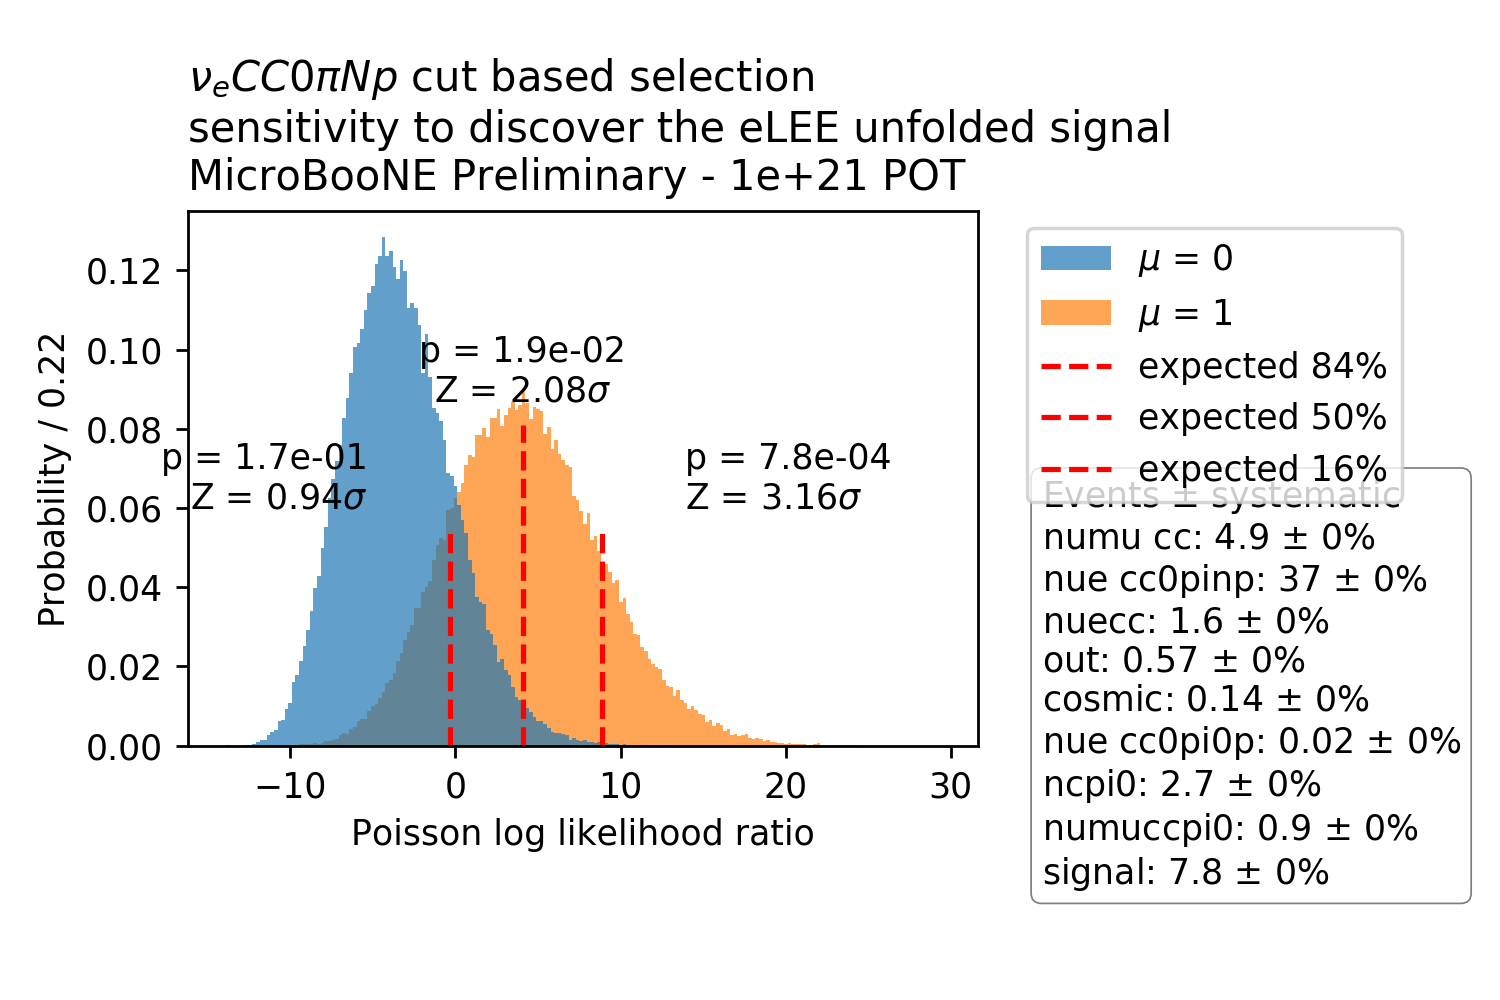 νeCC0πNp cut based selection
sensitivity to discover the eLEE unfolded signal
MicroBooNE Preliminary - 1e+21 POT
Probability / 0.22
0.12
0.10
0.08
0.06
0.04
0.02
0.00
p = 1.9e-02
Z = 2.08σ
p = 1.7e-01
Z = 0.94σ
p = 7.8e-04
Z = 3.16σ
−10 0 10 20 30
Poisson log likelihood ratio
μ = 0
μ = 1
expected 84%
expected 50%
expected 16%
Events ± systematic
numu cc: 4.9 ± 0%
nue cc0pinp: 37 ± 0%
nuecc: 1.6 ± 0%
out: 0.57 ± 0%
cosmic: 0.14 ± 0%
nue cc0pi0p: 0.02 ± 0%
ncpi0: 2.7 ± 0%
numuccpi0: 0.9 ± 0%
signal: 7.8 ± 0%